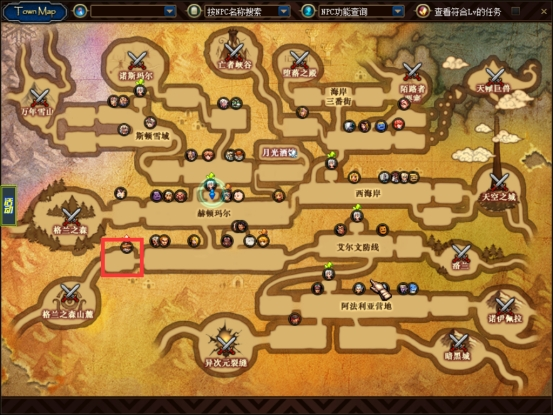 Town Map
按NPC名称搜索
NPC功能查询
查看符合Lv的任务
活动
万年雪山
诺斯玛尔
亡者峡谷
堕落之殿
海岸
三番街
陌路者
天帷巨兽
斯顿雪域
月光酒馆
西海岸
天空之城
格兰之森
赫顿玛尔
艾尔文防线
洛兰
格兰之森山麓
阿法利亚营地
诺伊佩拉
异次元裂缝
暗黑城